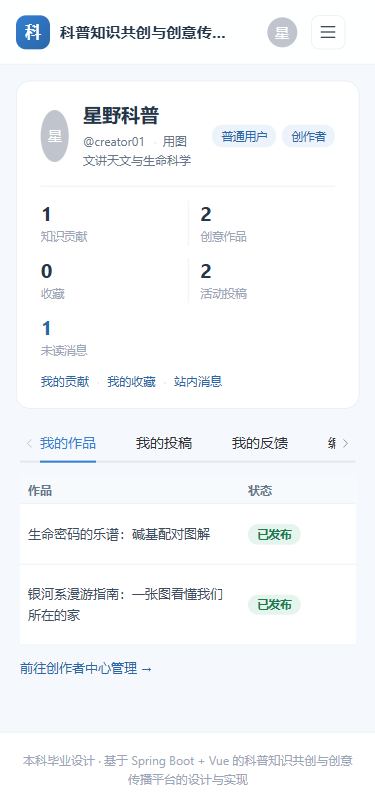 科 科普知识共创与创意传... 星
星
星野科普
@creator01 · 用图
文讲天文与生命科学
普通用户 创作者
1
知识贡献
2
创意作品
0
收藏
2
活动投稿
1
未读消息
我的贡献 · 我的收藏 · 站内消息
我的作品 我的投稿 我的反馈
作品 状态
生命密码的乐谱：碱基配对图解 已发布
银河系漫游指南：一张图看懂我们
所在的家
已发布
前往创作者中心管理 →
本科毕业设计 · 基于 Spring Boot + Vue 的科普知识共创与创意
传播平台的设计与实现